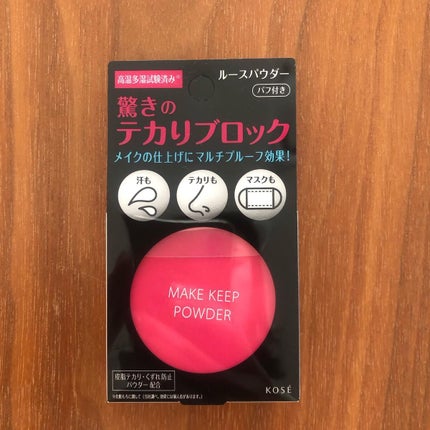 高温多湿試験済み※
ルースパウダー
パフ付き
驚きの
テカりブロック
メイクの仕上げにマルチプルーフ効果!
汗も
テカリも
マスクも
MAKE KEEP
POWDER
皮脂テカリ・くずれ防止
パウダー配合
KOSÉ